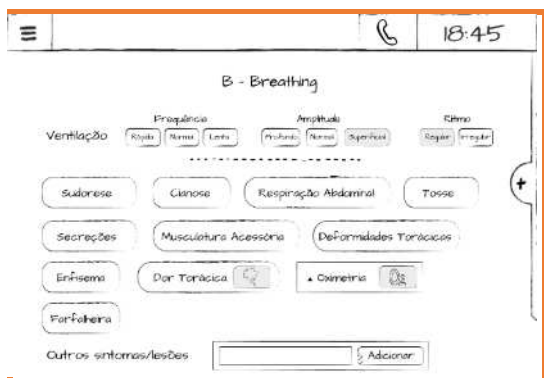 18:45
B - Breathing
Frequência Amplitude Ritmo
Ventilação Rápida Normal Lenta Profunda Normal Superficial Regular Irregular
Sudorese Cianose Respiração Abdominal Tosse
+
Secreções Musculatura Acessória Deformidades Torácicas
Enfisema Dor Torácica ▴ Oximetria
Farfalheira
Outros sintomas/lesões Adicionar